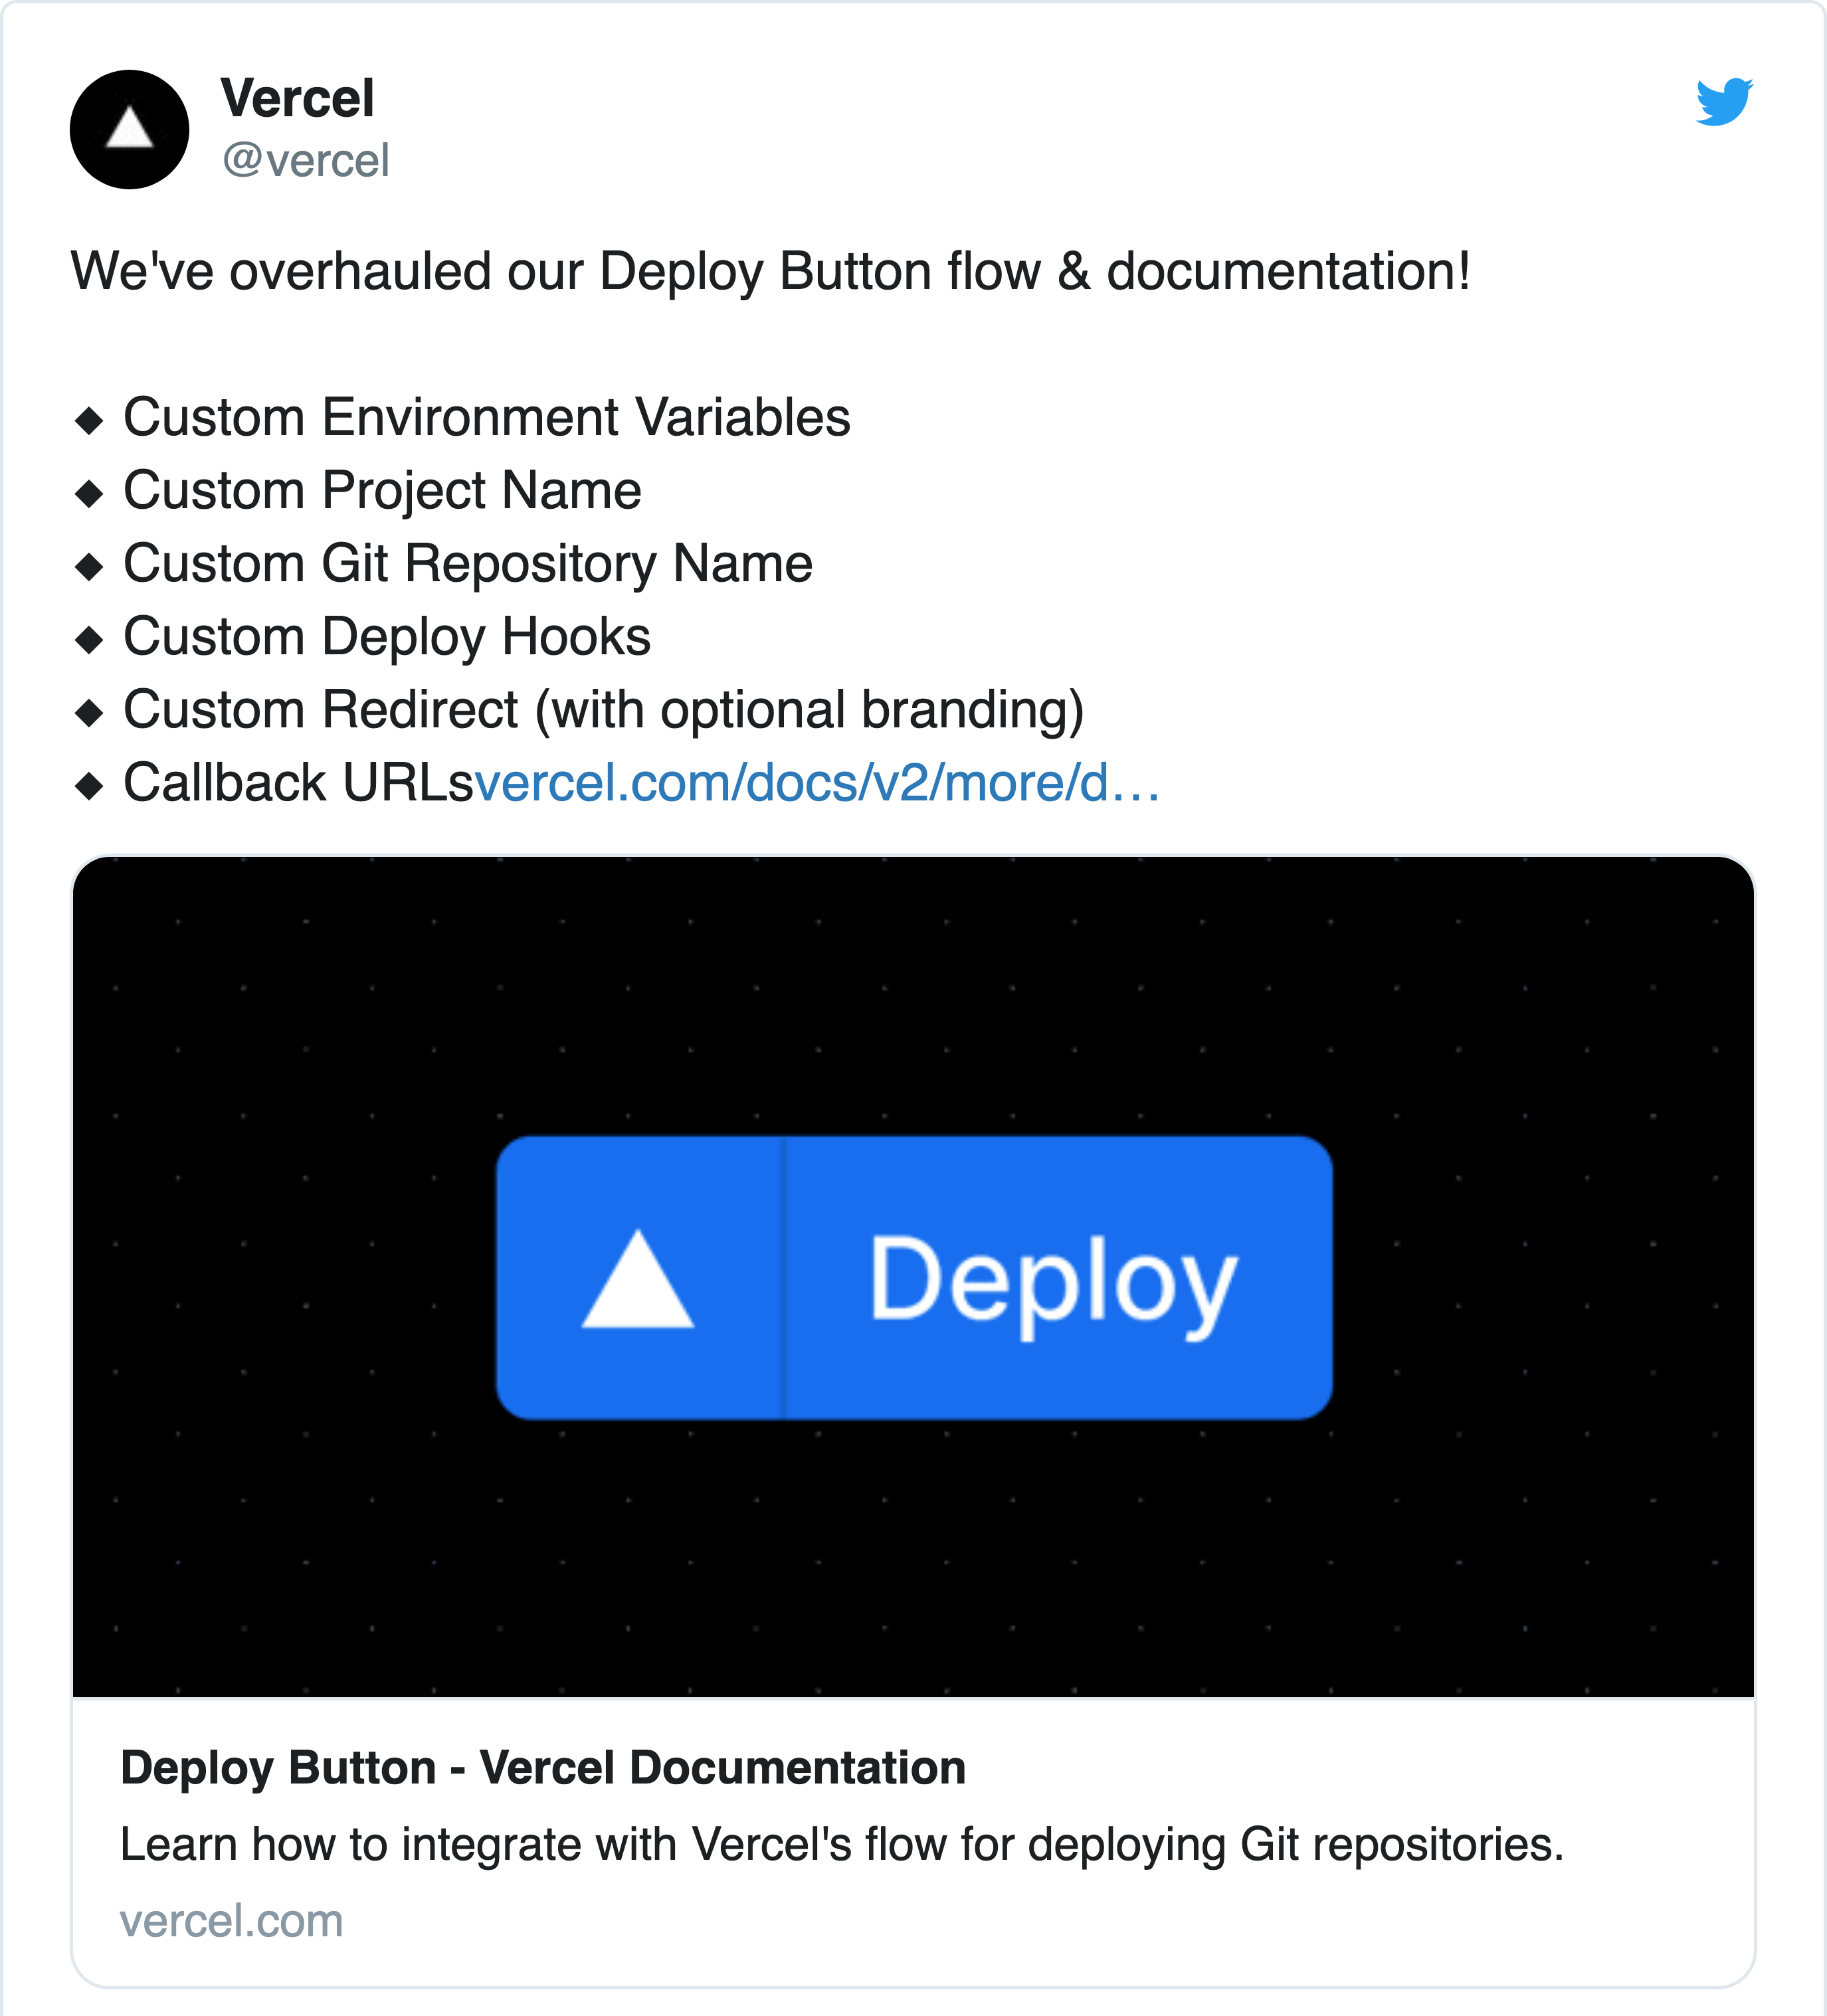 Vercel
@vercel
We've overhauled our Deploy Button flow & documentation!
◆ Custom Environment Variables
◆ Custom Project Name
◆ Custom Git Repository Name
◆ Custom Deploy Hooks
◆ Custom Redirect (with optional branding)
◆ Callback URLsvercel.com/docs/v2/more/d…
Deploy
Deploy Button - Vercel Documentation
Learn how to integrate with Vercel's flow for deploying Git repositories.
vercel.com